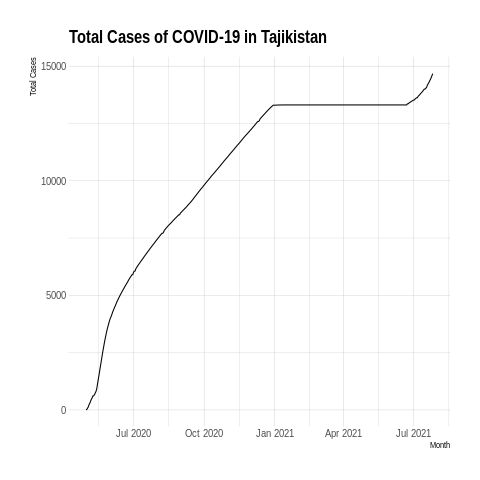 Total Cases of COVID-19 in Tajikistan
Total Cases
15000
10000
5000
0
Jul 2020
Oct 2020
Jan 2021
Apr 2021
Jul 2021
Month